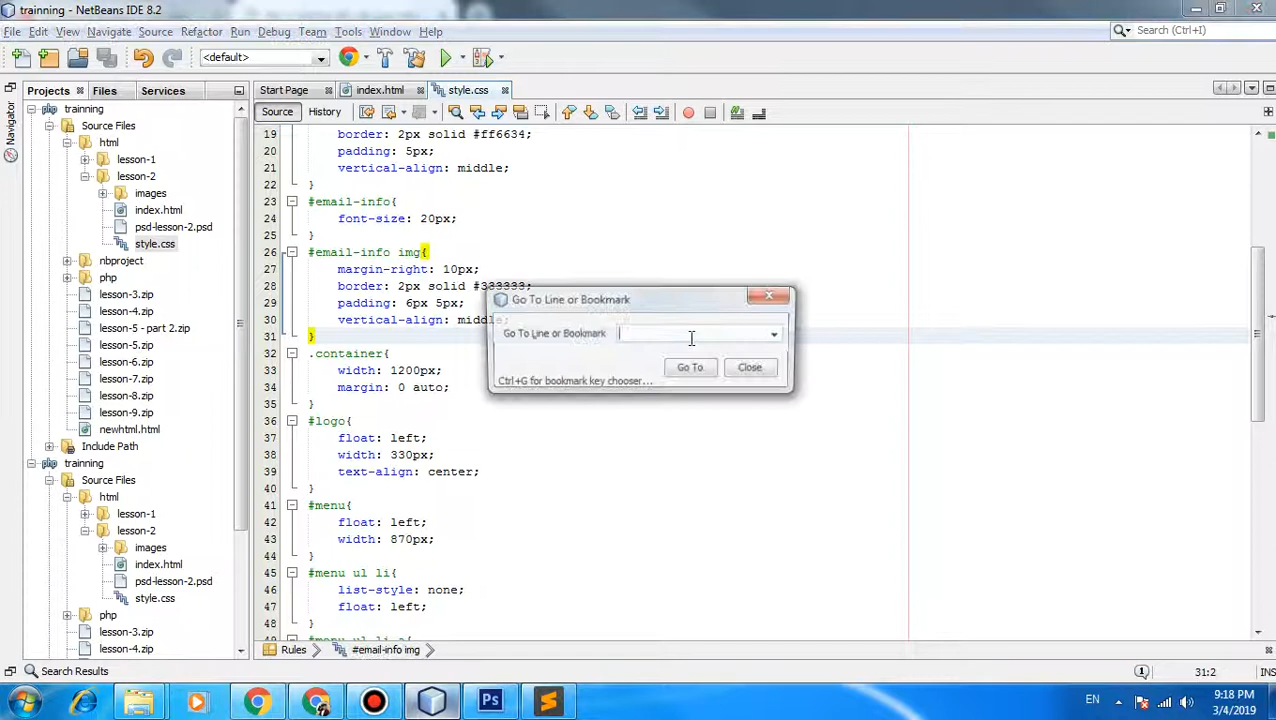 trainning - NetBeans IDE 8.2
File Edit View Navigate Source Refactor Run Debug Team Tools Window Help
Search (Ctrl+I)
<default>
Projects Files Services
Start Page index.html style.css
Source History
Navigator
trainning
Source Files
html
lesson-1
lesson-2
images
index.html
psd-lesson-2.psd
style.css
nbproject
php
lesson-3.zip
lesson-4.zip
lesson-5 - part 2.zip
lesson-5.zip
lesson-6.zip
lesson-7.zip
lesson-8.zip
lesson-9.zip
newhtml.html
Include Path
trainning
Source Files
html
lesson-1
lesson-2
images
index.html
psd-lesson-2.psd
style.css
php
lesson-3.zip
lesson-4.zip
19 border: 2px solid #ff6634;
20 padding: 5px;
21 vertical-align: middle;
22 }
23 #email-info{
24 font-size: 20px;
25 }
26 #email-info img{
27 margin-right: 10px;
28 border: 2px solid #333333;
29 padding: 6px 5px;
30 vertical-align: middle;
31 }
32 .container{
33 width: 1200px;
34 margin: 0 auto;
35 }
36 #logo{
37 float: left;
38 width: 330px;
39 text-align: center;
40 }
41 #menu{
42 float: left;
43 width: 870px;
44 }
45 #menu ul li{
46 list-style: none;
47 float: left;
48 }
#menu ul li a{
Go To Line or Bookmark
Go To Line or Bookmark
Go To Close
Ctrl+G for bookmark key chooser...
Rules #email-info img
Search Results
1
31:2 INS
Ps
EN
9:18 PM
3/4/2019